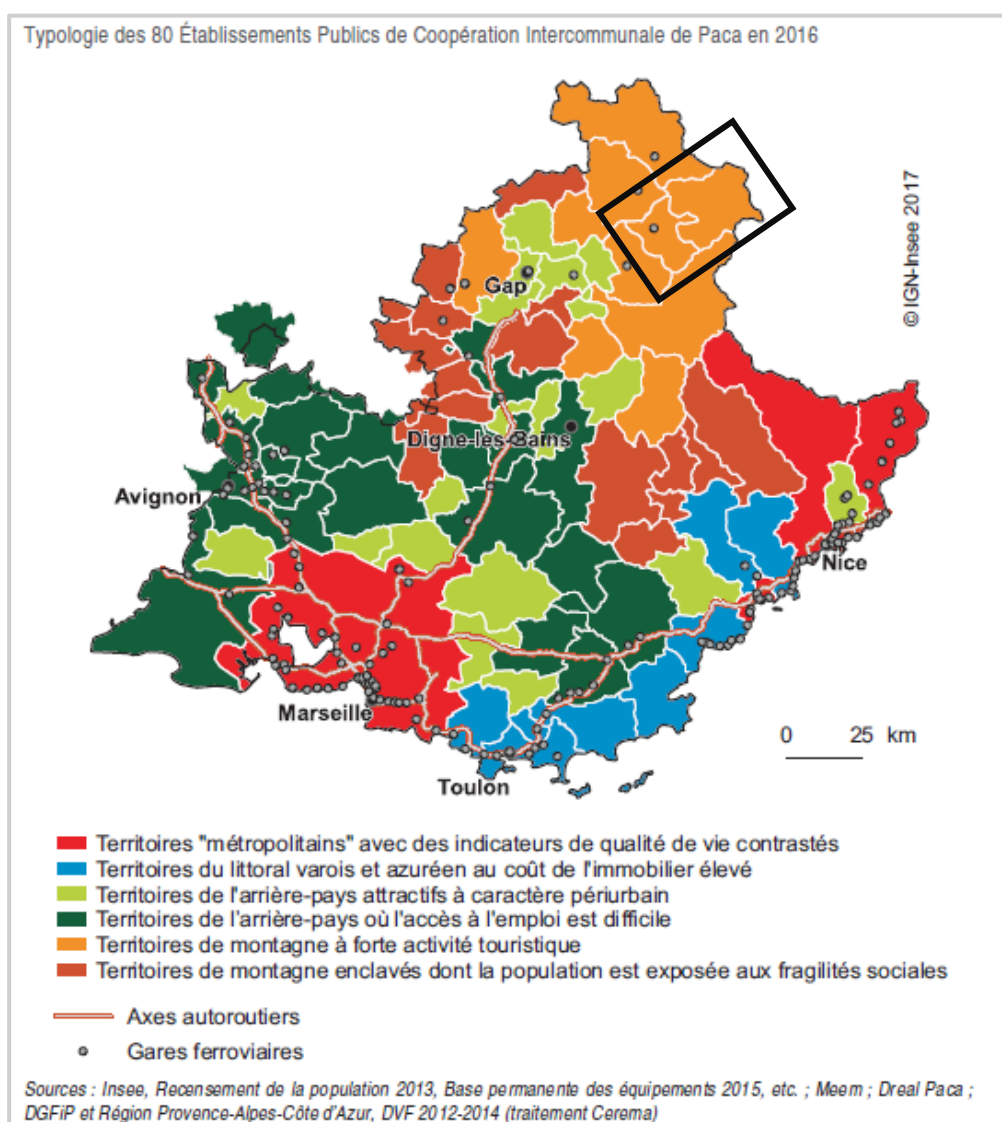 Typologie des 80 Établissements Publics de Coopération Intercommunale de Paca en 2016
© IGN-Insee 2017
Gap
Digne-les-Bains
Avignon
Nice
Marseille
Toulon
0 25 km
Territoires "métropolitains" avec des indicateurs de qualité de vie contrastés
Territoires du littoral varois et azuréen au coût de l'immobilier élevé
Territoires de l'arrière-pays attractifs à caractère périurbain
Territoires de l'arrière-pays où l'accès à l'emploi est difficile
Territoires de montagne à forte activité touristique
Territoires de montagne enclavés dont la population est exposée aux fragilités sociales
Axes autoroutiers
Gares ferroviaires
Sources : Insee, Recensement de la population 2013, Base permanente des équipements 2015, etc. ; Meem ; Dreal Paca ;
DGFiP et Région Provence-Alpes-Côte d'Azur, DVF 2012-2014 (traitement Cerema)